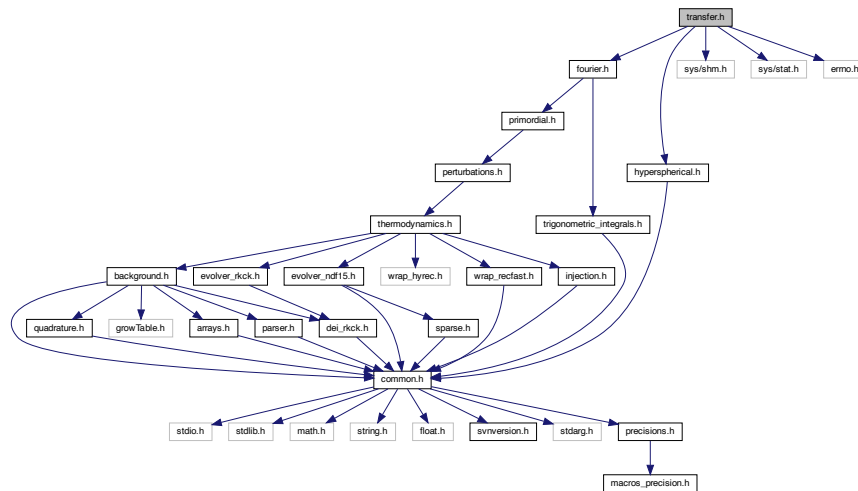 transfer.h
fourier.h
sys/shm.h
sys/stat.h
errno.h
primordial.h
perturbations.h
hyperspherical.h
thermodynamics.h
trigonometric_integrals.h
background.h
evolver_rkck.h
evolver_ndf15.h
wrap_hyrec.h
wrap_recfast.h
injection.h
quadrature.h
growTable.h
arrays.h
parser.h
dei_rkck.h
sparse.h
common.h
stdio.h
stdlib.h
math.h
string.h
float.h
svnversion.h
stdarg.h
precisions.h
macros_precision.h